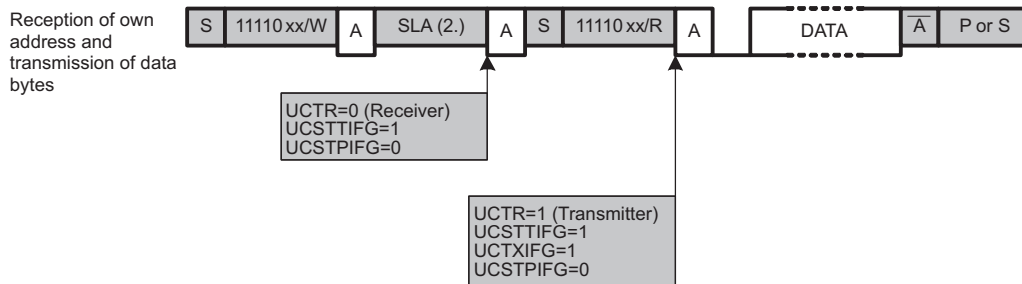 Reception of own
address and
transmission of data
bytes
S 11110 xx/W A SLA (2.) A S 11110 xx/R A DATA A P or S
UCTR=0 (Receiver)
UCSTTIFG=1
UCSTPIFG=0
UCTR=1 (Transmitter)
UCSTTIFG=1
UCTXIFG=1
UCSTPIFG=0